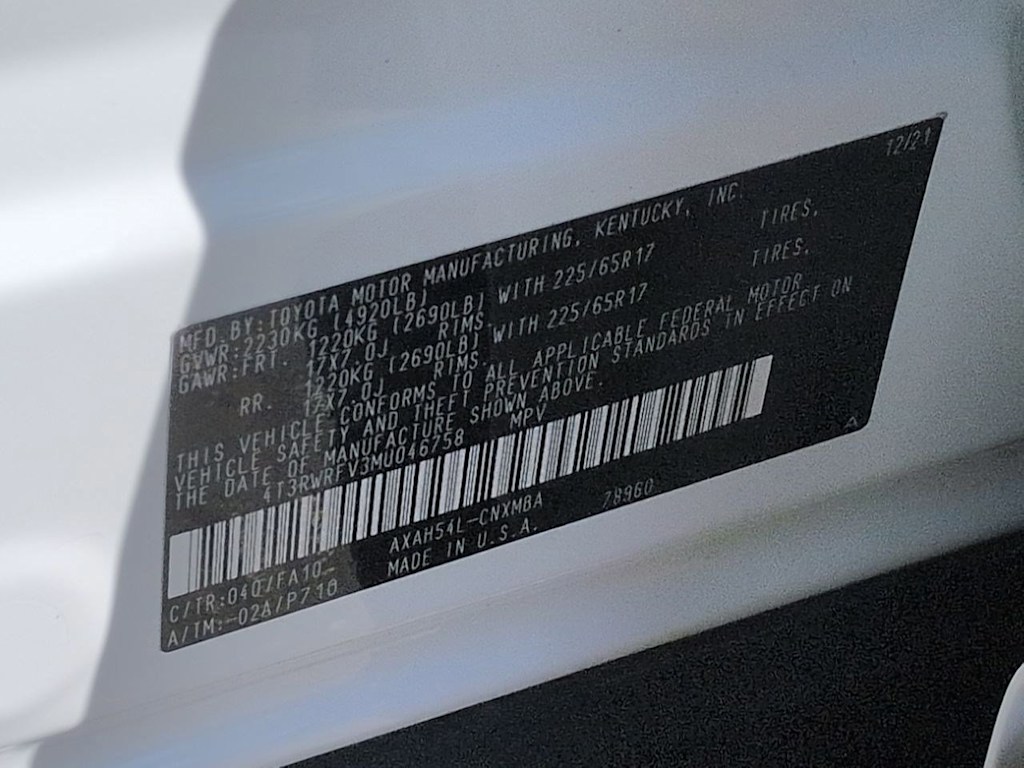 12/21
MFD.BY:TOYOTA MOTOR MANUFACTURING, KENTUCKY, INC.
GVWR:2230KG (4920LB)
GAWR:FRT. 1220KG (2690LB) WITH 225/65R17 TIRES,
17X7.0J RIMS
RR. 1220KG (2690LB) WITH 225/65R17 TIRES,
17X7.0J RIMS
THIS VEHICLE CONFORMS TO ALL APPLICABLE FEDERAL MOTOR
VEHICLE SAFETY AND THEFT PREVENTION STANDARDS IN EFFECT ON
THE DATE OF MANUFACTURE SHOWN ABOVE.
4T3RWRFV3MU046758 MPV
C/TR:040/FA10- AXAH54L-CNXMBA 78960
A/TM:-02A/P710 MADE IN U.S.A.
A